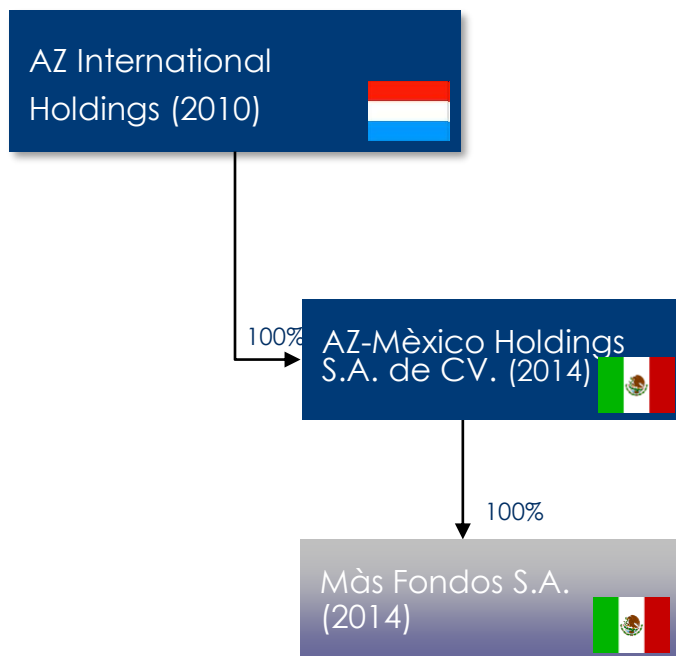 AZ International
Holdings (2010)
100%
AZ-Mèxico Holdings
S.A. de CV. (2014)
100%
Màs Fondos S.A.
(2014)